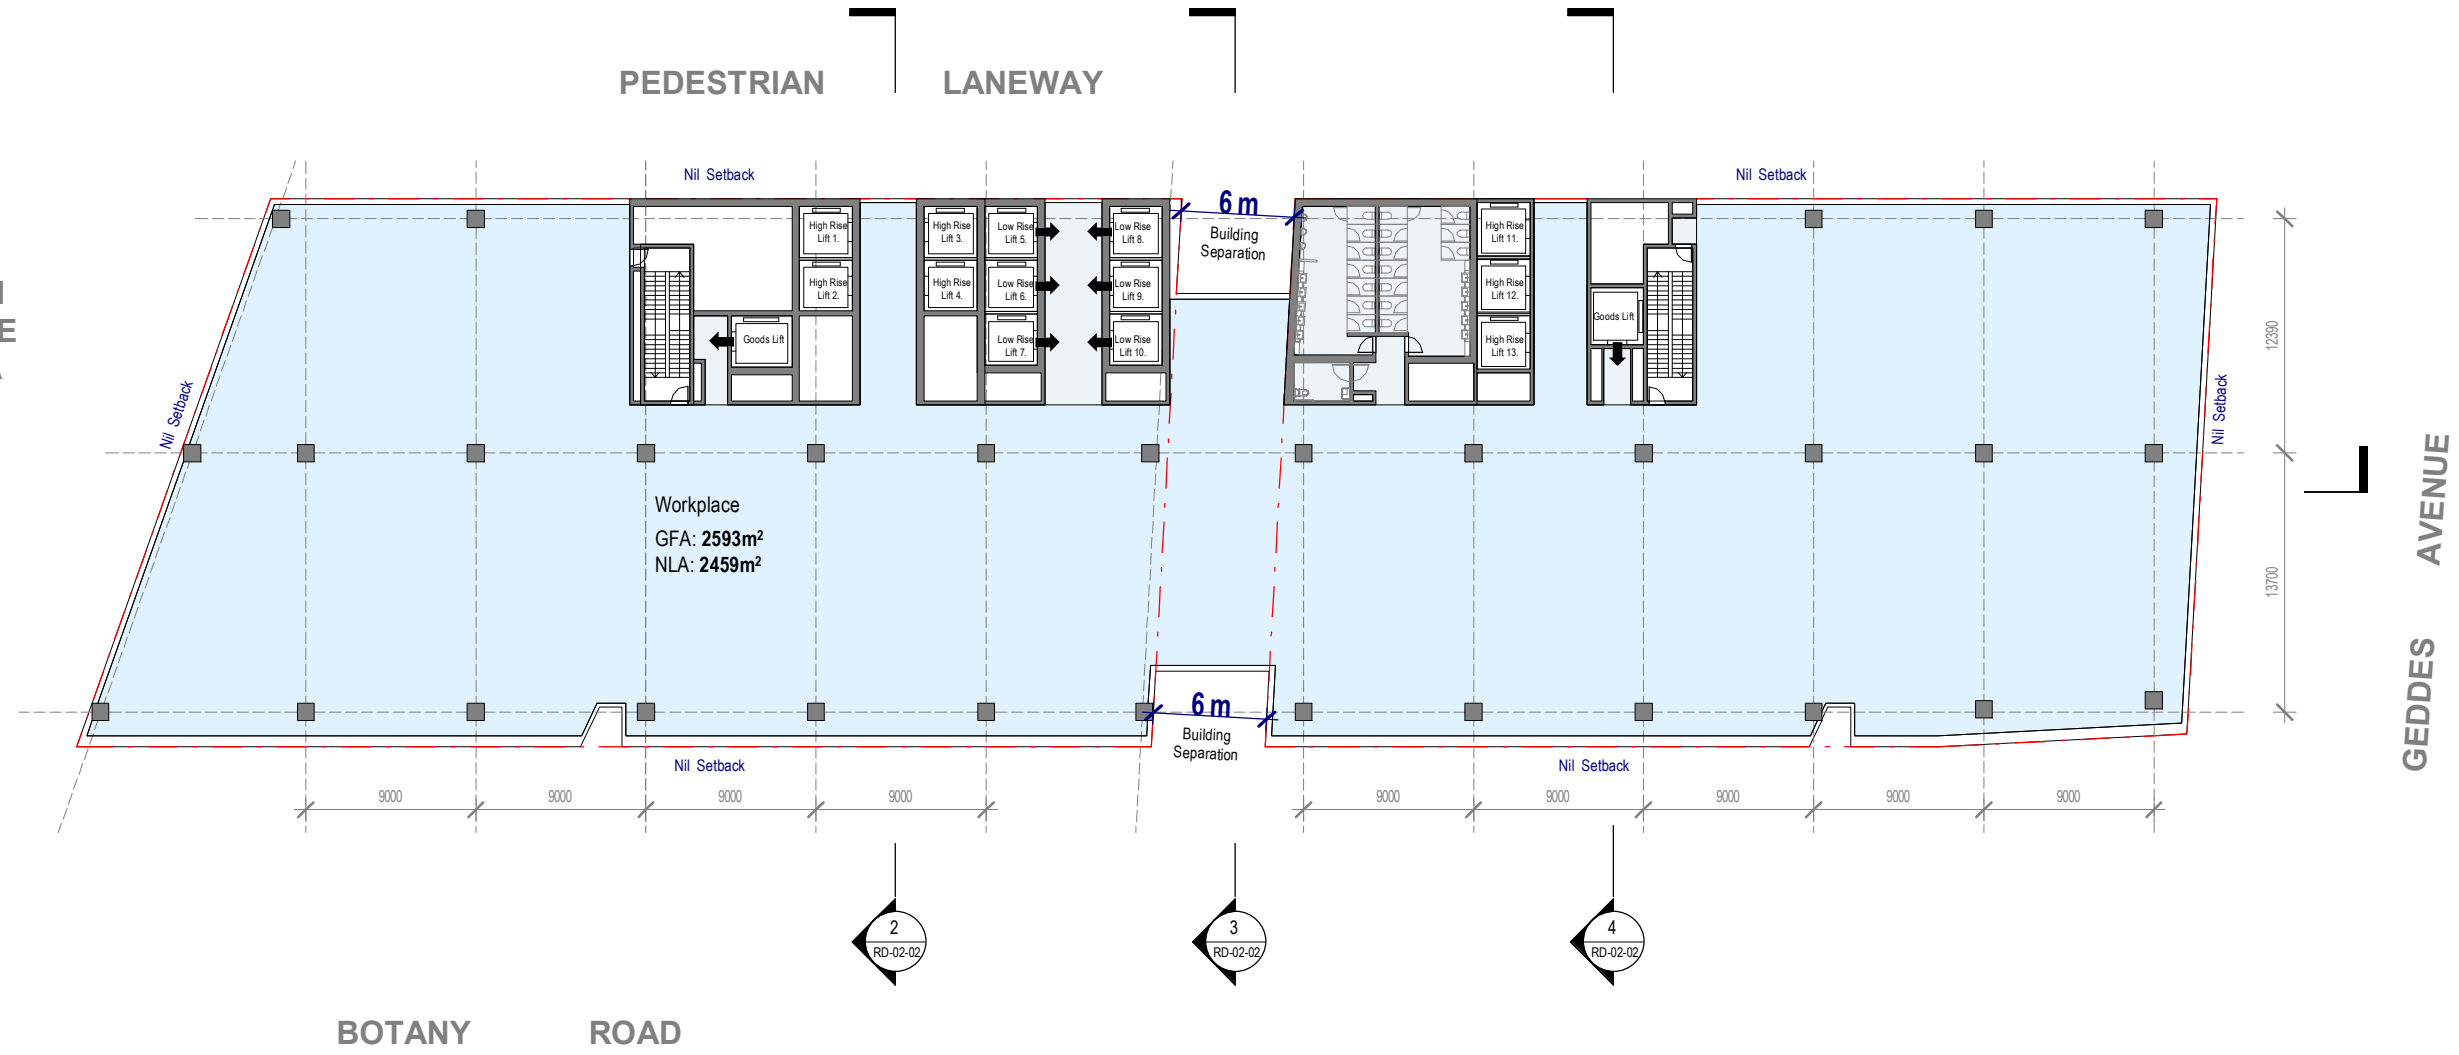 PEDESTRIAN LANEWAY
Nil Setback
Nil Setback
6 m
Building
Separation
High Rise
Lift 1.
High Rise
Lift 2.
Goods Lift
High Rise
Lift 3.
High Rise
Lift 4.
Low Rise
Lift 5.
Low Rise
Lift 6.
Low Rise
Lift 7.
Low Rise
Lift 8.
Low Rise
Lift 9.
Low Rise
Lift 10.
High Rise
Lift 11.
High Rise
Lift 12.
High Rise
Lift 13.
Goods Lift
12390
Nil Setback
Nil Setback
GEDDES AVENUE
Workplace
GFA: 2593m²
NLA: 2459m²
13700
6 m
Building
Separation
Nil Setback
Nil Setback
9000 9000 9000 9000
9000 9000 9000 9000 9000
2
RD-02-02
3
RD-02-02
4
RD-02-02
BOTANY ROAD